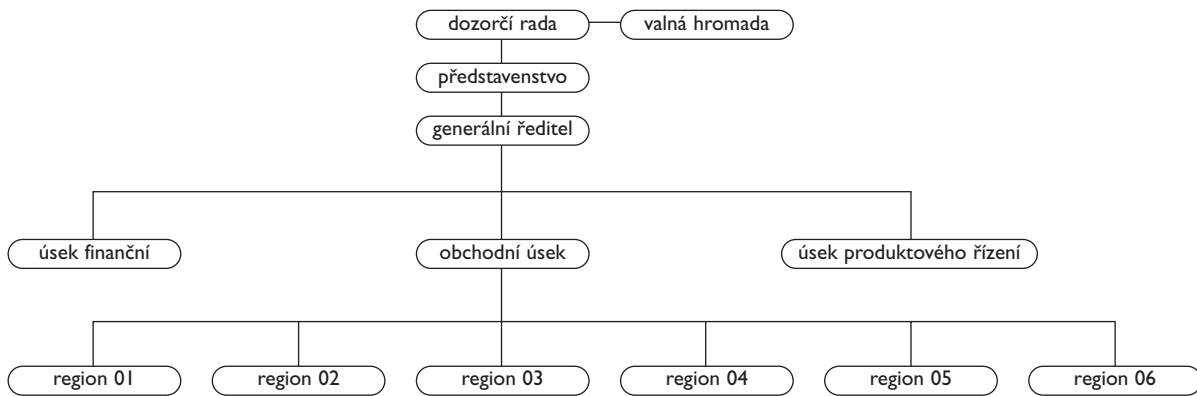 dozorčí rada
valná hromada
představenstvo
generální ředitel
úsek finanční
obchodní úsek
úsek produktového řízení
region 01
region 02
region 03
region 04
region 05
region 06